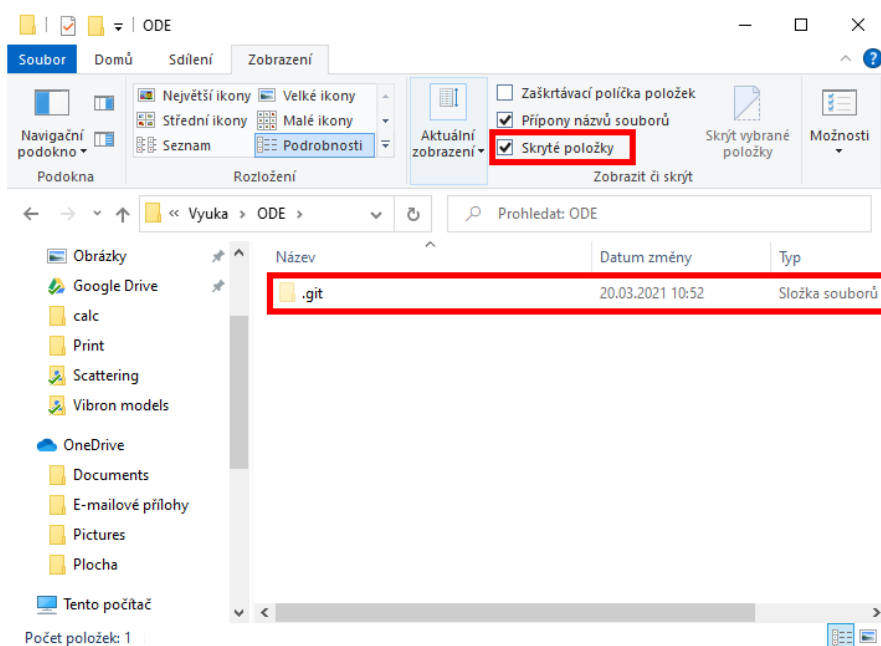 ODE
Soubor Domů Sdílení Zobrazení
Největší ikony Velké ikony
Střední ikony Malé ikony
Seznam Podrobnosti
Navigační
podokno
Aktuální
zobrazení
Zaškrtávací políčka položek
Přípony názvů souborů
Skryté položky
Skrýt vybrané
položky
Možnosti
Podokna Rozložení Zobrazit či skrýt
« Vyuka > ODE >
Prohledat: ODE
Název Datum změny Typ
.git 20.03.2021 10:52 Složka souborů
Obrázky
Google Drive
calc
Print
Scattering
Vibron models
OneDrive
Documents
E-mailové přílohy
Pictures
Plocha
Tento počítač
Počet položek: 1